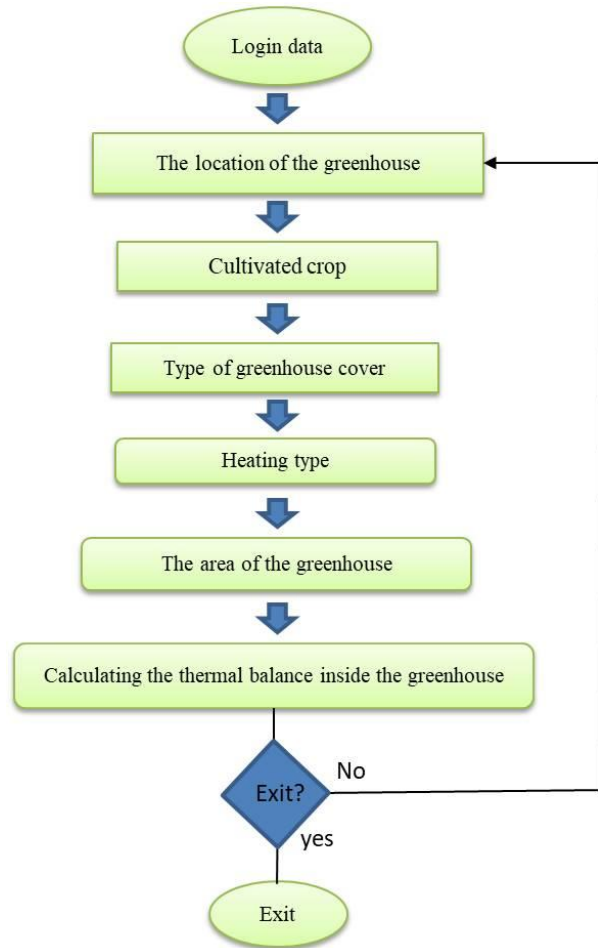 Login data
The location of the greenhouse
Cultivated crop
Type of greenhouse cover
Heating type
The area of the greenhouse
Calculating the thermal balance inside the greenhouse
No
Exit?
yes
Exit